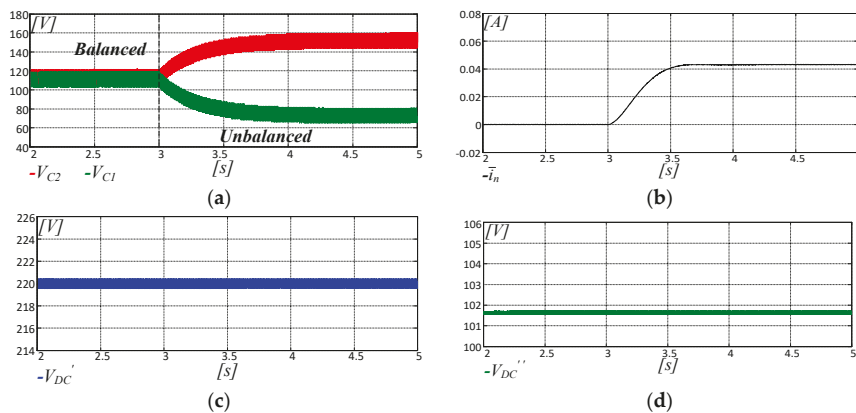 [V]
180
160
140
120
100
80
60
40
Balanced
Unbalanced
2 2.5 3 3.5 4 4.5 5
[s]
-V_C2 -V_C1
(a)
[A]
0.08
0.06
0.04
0.02
0
-0.02
2 2.5 3 3.5 4 4.5
[s]
-i̅_n
(b)
[V]
226
224
222
220
218
216
214
2 2.5 3 3.5 4 4.5 5
[s]
-V_DC'
(c)
[V]
106
105
104
103
102
101
100
2 2.5 3 3.5 4 4.5 5
[s]
-V_DC''
(d)